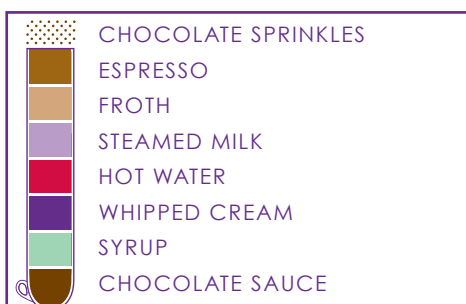 CHOCOLATE SPRINKLES
ESPRESSO
FROTH
STEAMED MILK
HOT WATER
WHIPPED CREAM
SYRUP
CHOCOLATE SAUCE